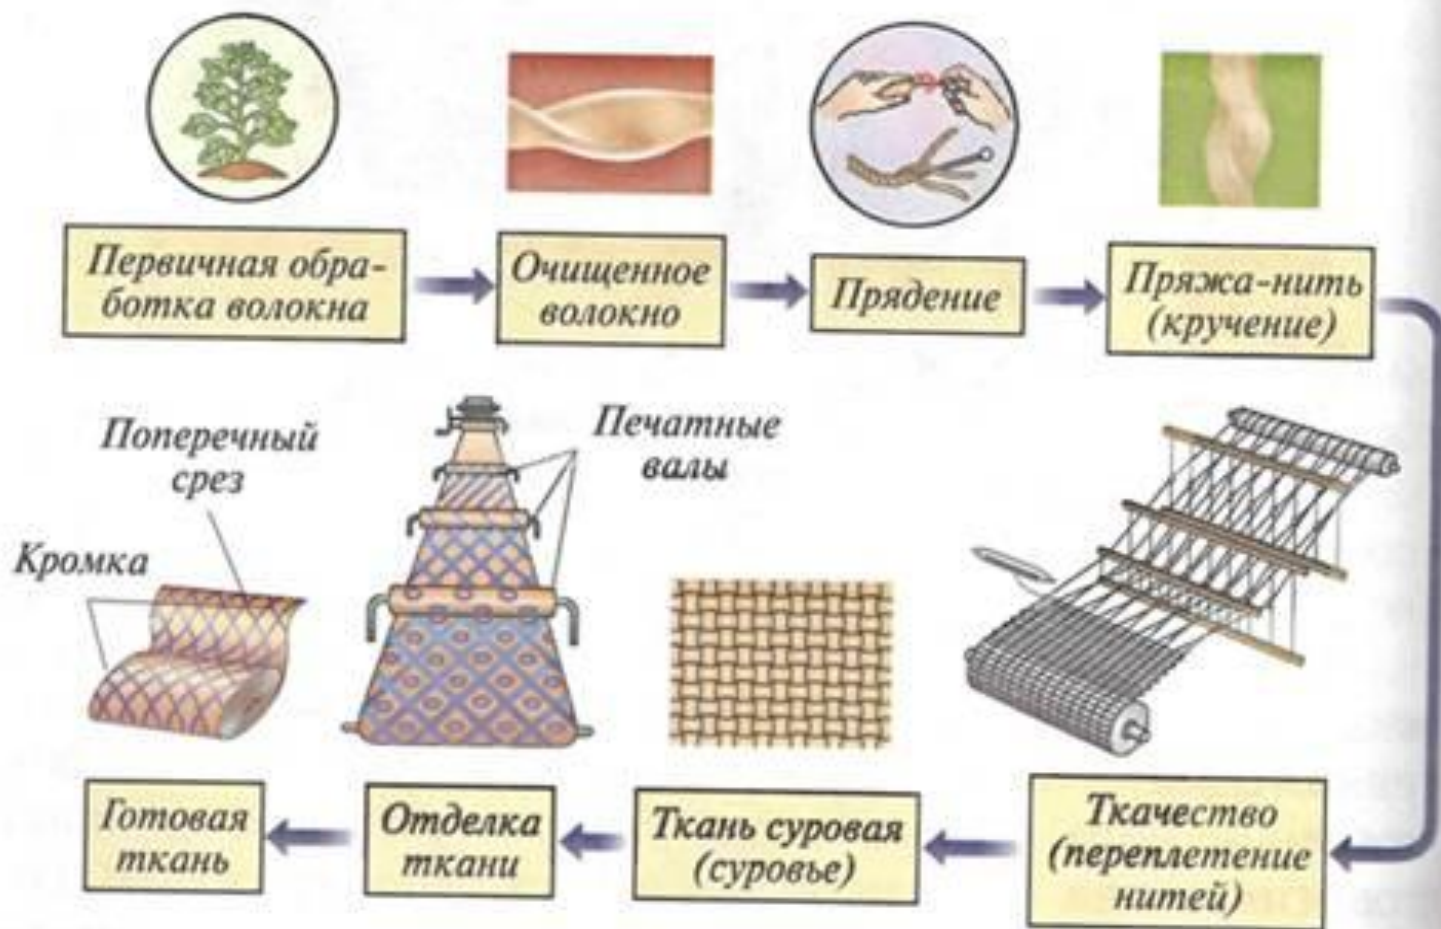 Первичная обра-
ботка волокна
Очищенное
волокно
Прядение
Пряжа-нить
(кручение)
Поперечный
срез
Кромка
Печатные
валы
Готовая
ткань
Отделка
ткани
Ткань суровая
(суровье)
Ткачество
(переплетение
нитей)